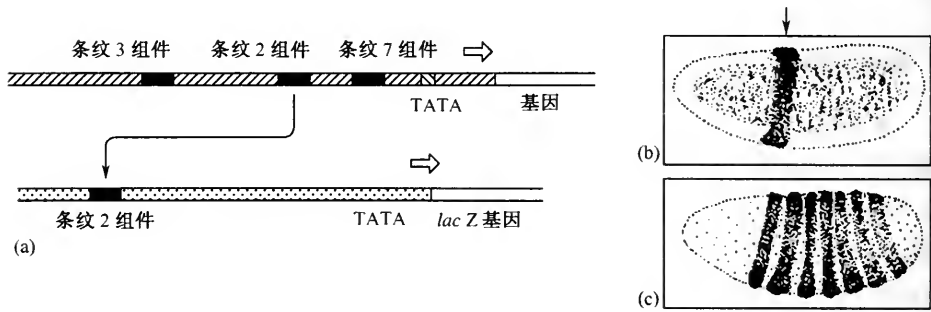 条纹 3 组件 条纹 2 组件 条纹 7 组件
TATA 基因
条纹 2 组件 TATA lac Z 基因
(a)
(b)
(c)